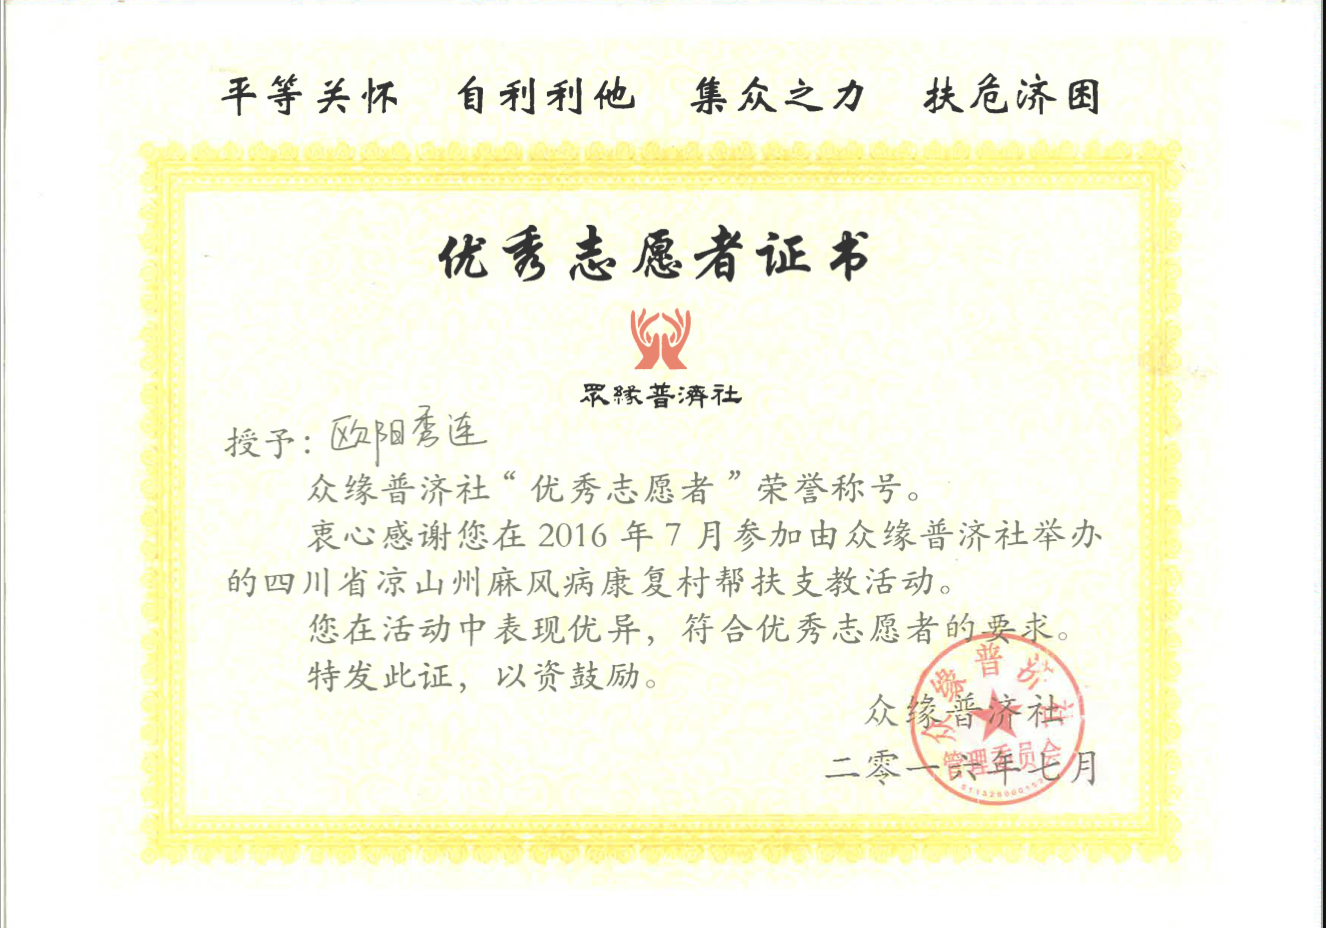 平等关怀 自利利他 集众之力 扶危济困
优秀志愿者证书
眾緣普濟社
授予：欧阳秀连
众缘普济社“优秀志愿者”荣誉称号。
衷心感谢您在 2016 年 7 月参加由众缘普济社举办
的四川省凉山州麻风病康复村帮扶支教活动。
您在活动中表现优异，符合优秀志愿者的要求。
特发此证，以资鼓励。
众缘普济社
二零一六年七月
众缘普济社
管理委员会